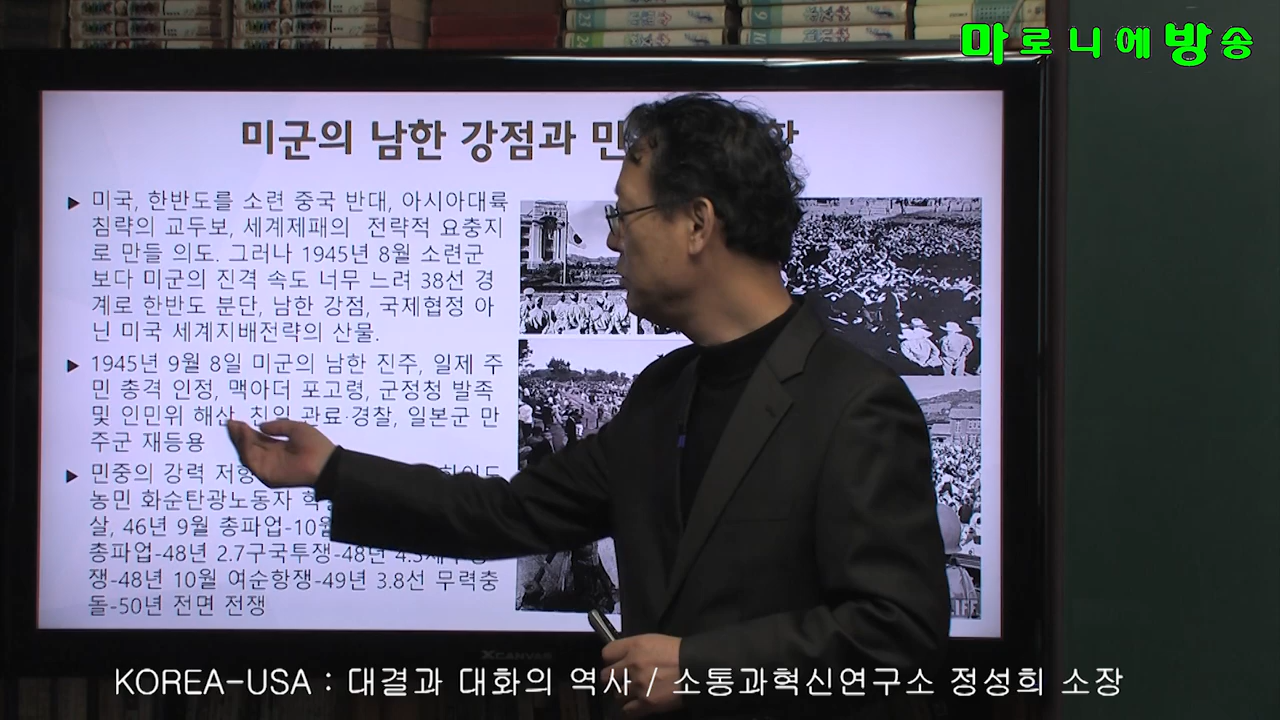 마로니에방송
미군의 남한 강점과
미국, 한반도를 소련 중국 반대, 아시아대륙
침략의 교두보, 세계제패의 전략적 요충지
로 만들 의도. 그러나 1945년 8월 소련군
보다 미군의 진격 속도 너무 느려 38선 경
계로 한반도 분단, 남한 강점, 국제협정 아
닌 미국 세계지배전략의 산물.
1945년 9월 8일 미군의 남한 진주, 일제 주
민 총격 인정, 맥아더 포고령, 군정청 발족
및 인민위 해산, 친일 관료·경찰, 일본군 만
주군 재등용
민중의 강력 저항
농민 화순탄광노동자
살, 46년 9월 총파업-10월
총파업-48년 2.7구국투쟁-48년
쟁-48년 10월 여순항쟁-49년 3.8선 무력충
돌-50년 전면 전쟁
XCANVAS
LIFE
KOREA-USA : 대결과 대화의 역사 / 소통과혁신연구소 정성희 소장